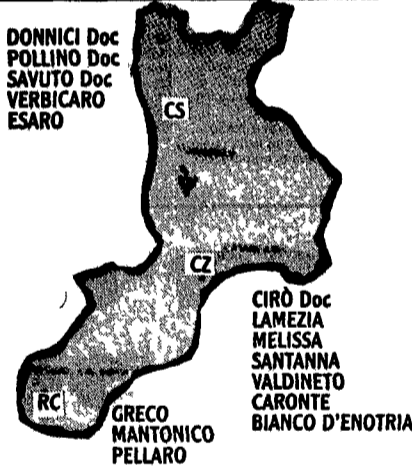 DONNICI Doc
POLLINO Doc
SAVUTO Doc
VERBICARO
ESARO
CS
CZ
CIRÒ Doc
LAMEZIA
MELISSA
SANTANNA
VALDINETO
CARONTE
BIANCO D'ENOTRIA
RC
GRECO
MANTONICO
PELLARO